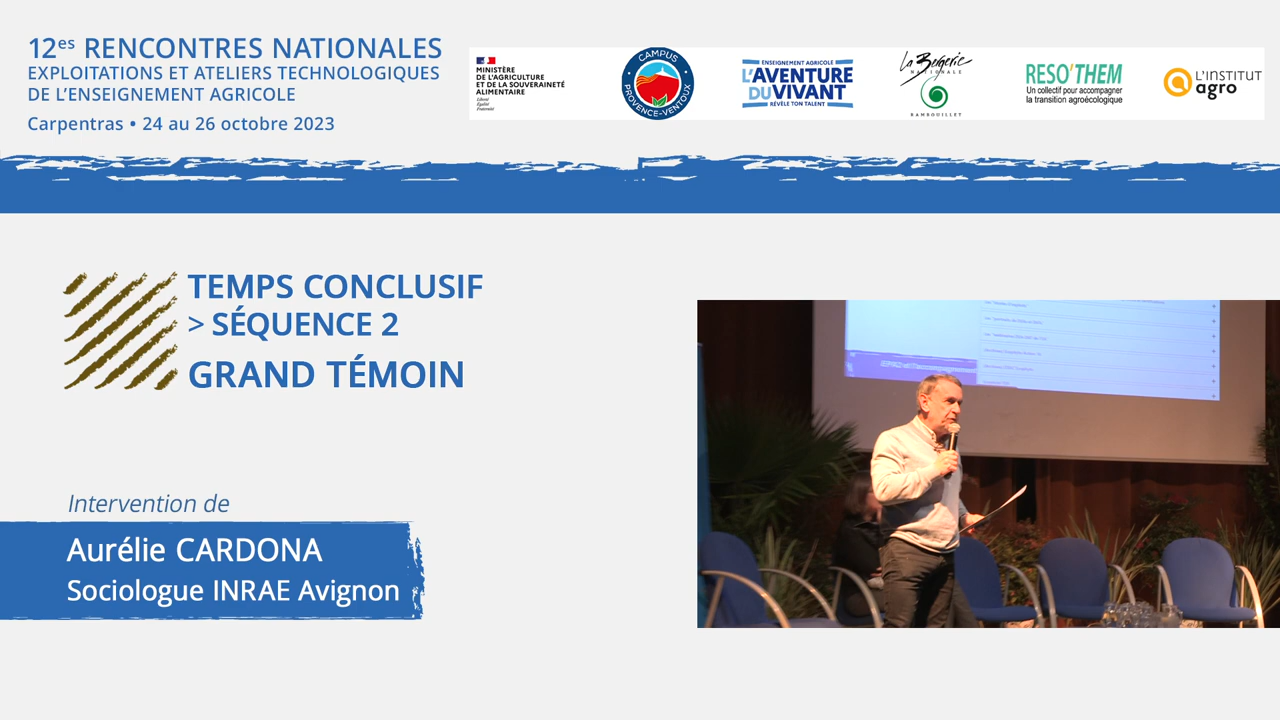 12es RENCONTRES NATIONALES
EXPLOITATIONS ET ATELIERS TECHNOLOGIQUES
DE L'ENSEIGNEMENT AGRICOLE
Carpentras • 24 au 26 octobre 2023
MINISTÈRE
DE L'AGRICULTURE
ET DE LA SOUVERAINETÉ
ALIMENTAIRE
Liberté
Égalité
Fraternité
CAMPUS
PROVENCE-VENTOUX
ENSEIGNEMENT AGRICOLE
L'AVENTURE
DU VIVANT
RÉVÈLE TON TALENT
La Bergerie
NATIONALE
RAMBOUILLET
RESO'THEM
Un collectif pour accompagner
la transition agroécologique
L'INSTITUT
agro
TEMPS CONCLUSIF
> SÉQUENCE 2
GRAND TÉMOIN
Intervention de
Aurélie CARDONA
Sociologue INRAE Avignon